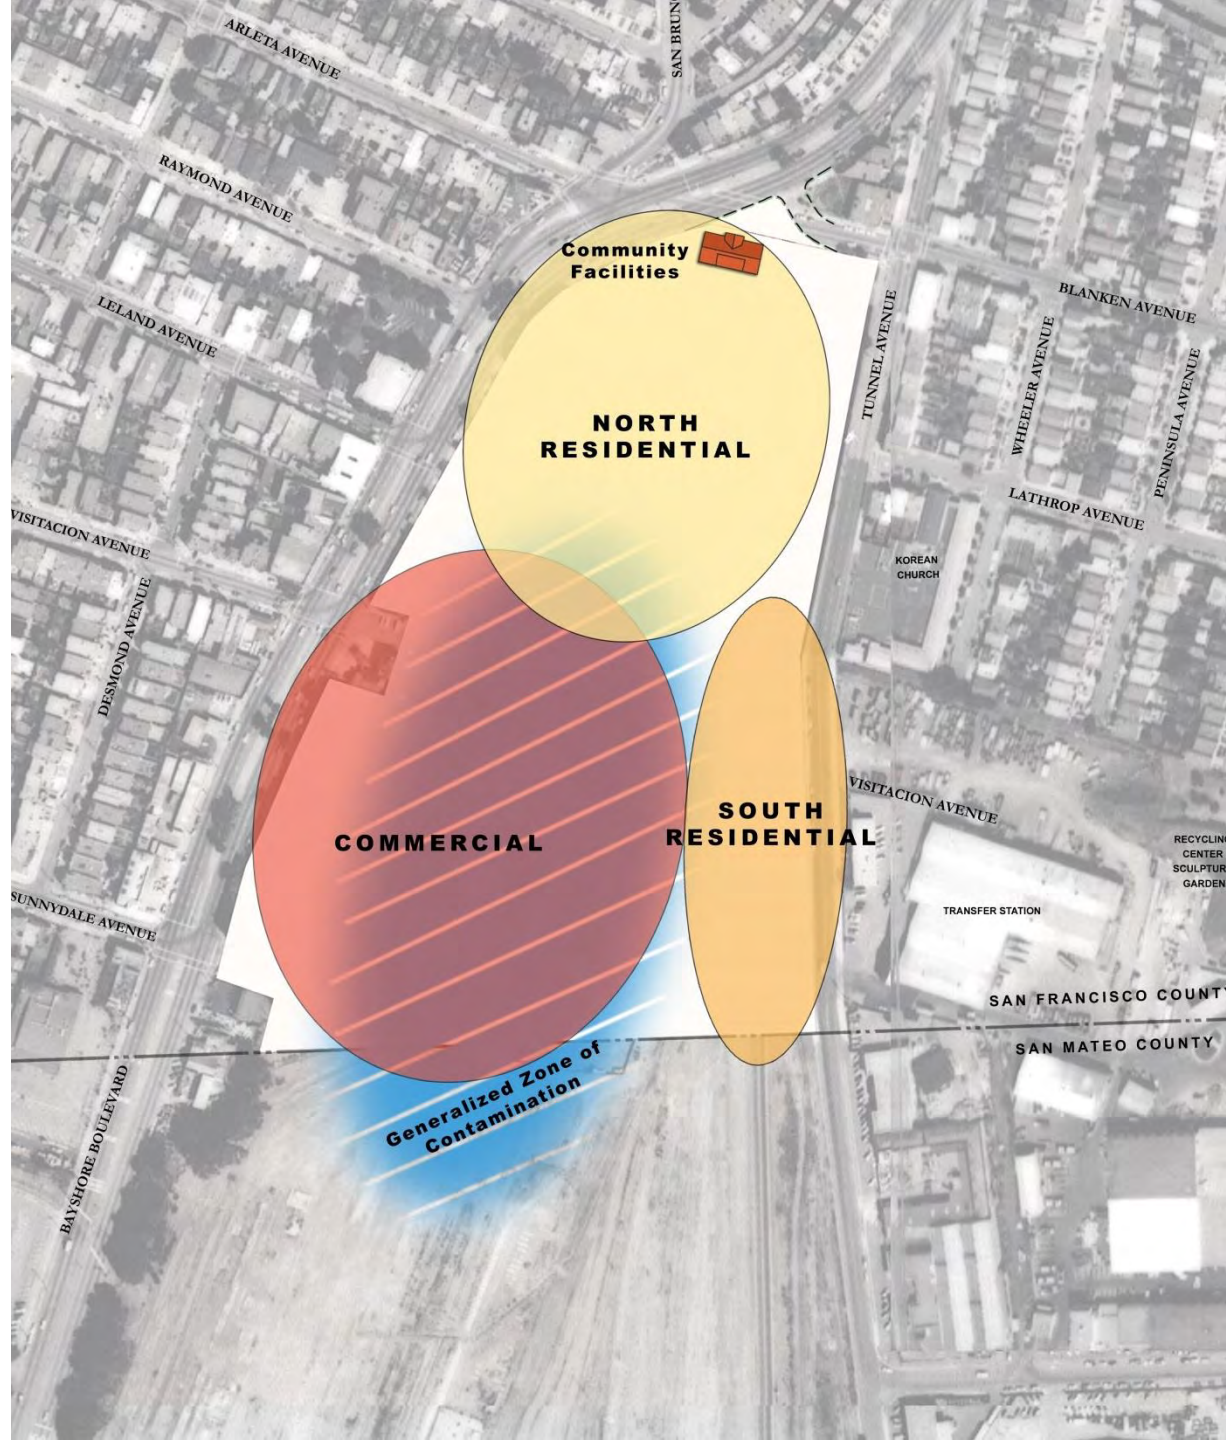 ARLETA AVENUE
SAN BRUN
RAYMOND AVENUE
Community
Facilities
LELAND AVENUE
BLANKEN AVENUE
TUNNEL AVENUE
WHEELER AVENUE
PENINSULA AVENUE
NORTH
RESIDENTIAL
LATHROP AVENUE
VISITACION AVENUE
KOREAN
CHURCH
DESMOND AVENUE
VISITACION AVENUE
SOUTH
RESIDENTIAL
COMMERCIAL
RECYCLING
CENTER
SCULPTUR
GARDEN
SUNNYDALE AVENUE
TRANSFER STATION
SAN FRANCISCO COUNTY
SAN MATEO COUNTY
Generalized Zone of
Contamination
BAYSHORE BOULEVARD